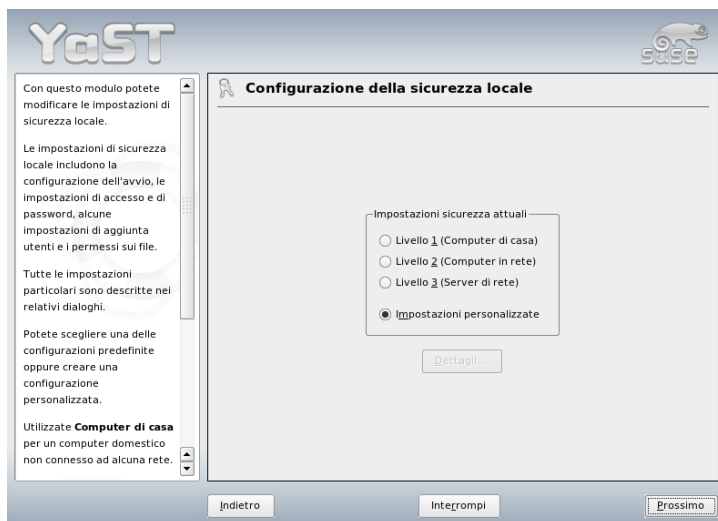 YaST
SUSE
Con questo modulo potete
modificare le impostazioni di
sicurezza locale.
Le impostazioni di sicurezza
locale includono la
configurazione dell'avvio, le
impostazioni di accesso e di
password, alcune
impostazioni di aggiunta
utenti e i permessi sui file.
Tutte le impostazioni
particolari sono descritte nei
relativi dialoghi.
Potete scegliere una delle
configurazioni predefinite
oppure creare una
configurazione
personalizzata.
Utilizzate Computer di casa
per un computer domestico
non connesso ad alcuna rete.
Configurazione della sicurezza locale
Impostazioni sicurezza attuali
Livello 1 (Computer di casa)
Livello 2 (Computer in rete)
Livello 3 (Server di rete)
Impostazioni personalizzate
Dettagli...
Indietro
Interrompi
Prossimo